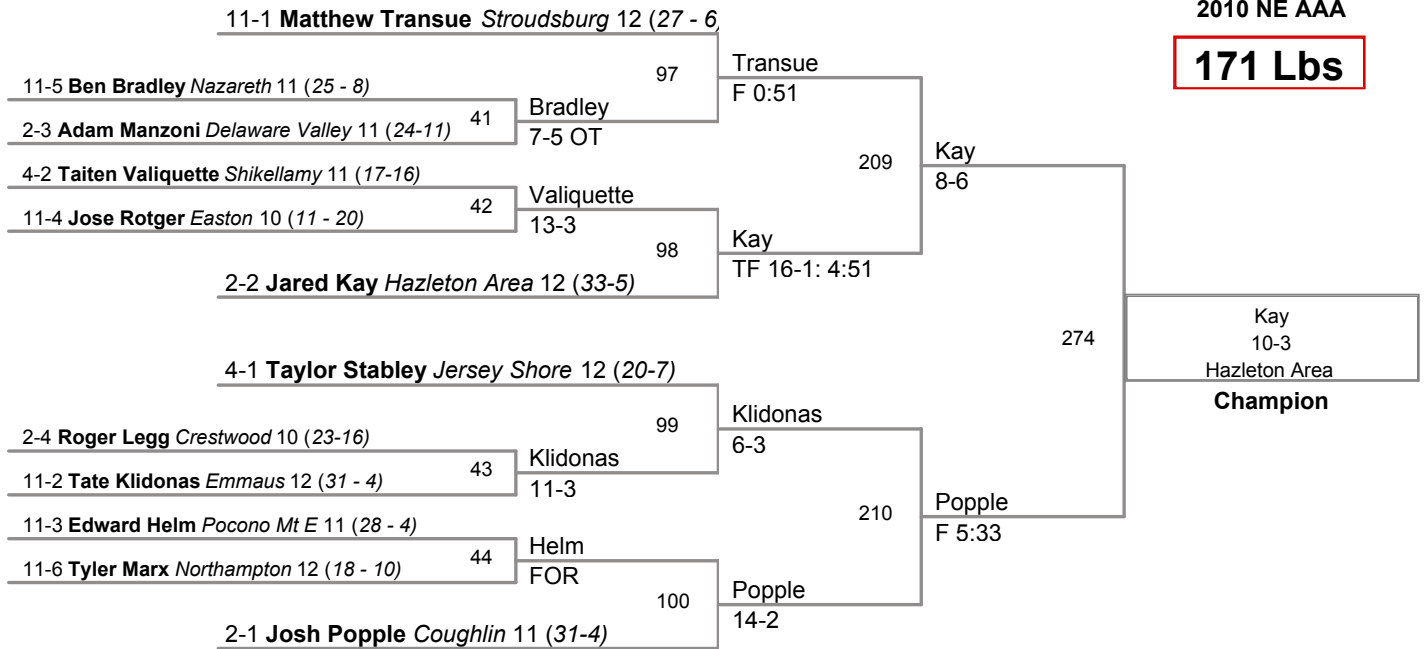 2010 NE AAA
171 Lbs
11-1 Matthew Transue Stroudsburg 12 (27 - 6)
97
Transue
F 0:51
11-5 Ben Bradley Nazareth 11 (25 - 8)
41
Bradley
7-5 OT
2-3 Adam Manzoni Delaware Valley 11 (24-11)
209
Kay
8-6
4-2 Taiten Valiquette Shikellamy 11 (17-16)
42
Valiquette
13-3
11-4 Jose Rotger Easton 10 (11 - 20)
98
Kay
TF 16-1: 4:51
2-2 Jared Kay Hazleton Area 12 (33-5)
274
Kay
10-3
Hazleton Area
Champion
4-1 Taylor Stabley Jersey Shore 12 (20-7)
99
Klidonas
6-3
2-4 Roger Legg Crestwood 10 (23-16)
43
Klidonas
11-3
11-2 Tate Klidonas Emmaus 12 (31 - 4)
210
Popple
F 5:33
11-3 Edward Helm Pocono Mt E 11 (28 - 4)
44
Helm
FOR
11-6 Tyler Marx Northampton 12 (18 - 10)
100
Popple
14-2
2-1 Josh Popple Coughlin 11 (31-4)